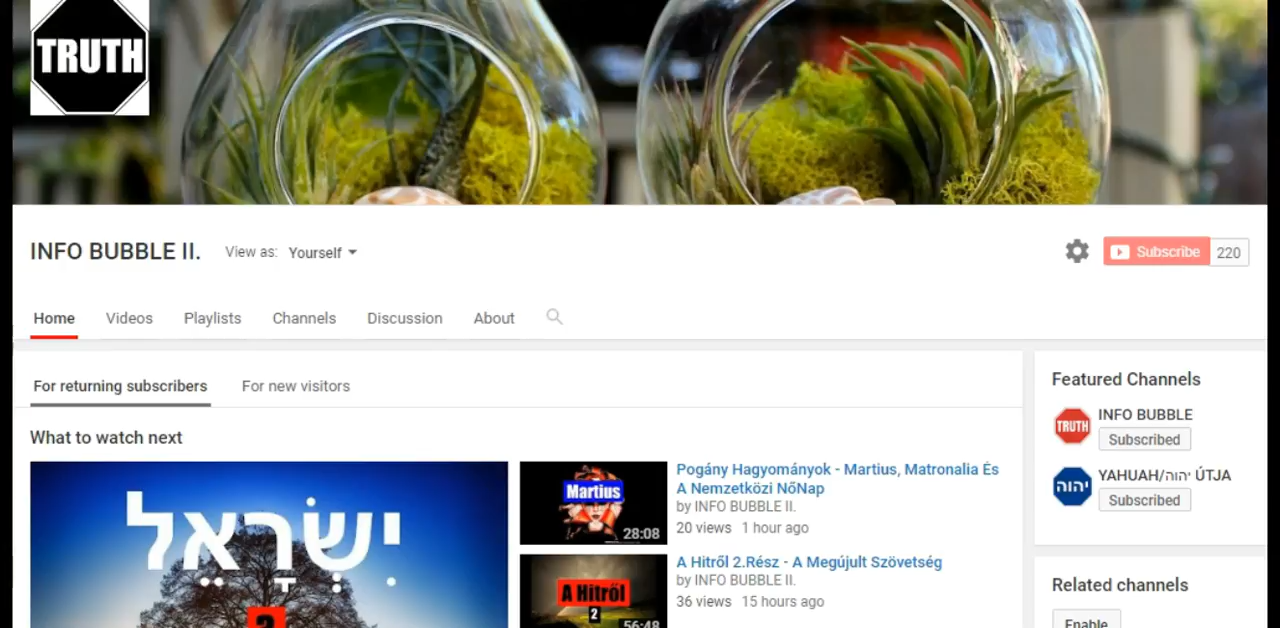 TRUTH
INFO BUBBLE II.
View as: Yourself
Subscribe 220
Home Videos Playlists Channels Discussion About
For returning subscribers For new visitors
What to watch next
יִשְׂרָאֵל
2
Martius
28:08
Pogány Hagyományok - Martius, Matronalia És
A Nemzetközi NőNap
by INFO BUBBLE II.
20 views 1 hour ago
A Hitről
2
56:48
A Hitről 2.Rész - A Megújult Szövetség
by INFO BUBBLE II.
36 views 15 hours ago
Featured Channels
TRUTH
INFO BUBBLE
Subscribed
יהוה
YAHUAH/יהוה ÚTJA
Subscribed
Related channels
Enable